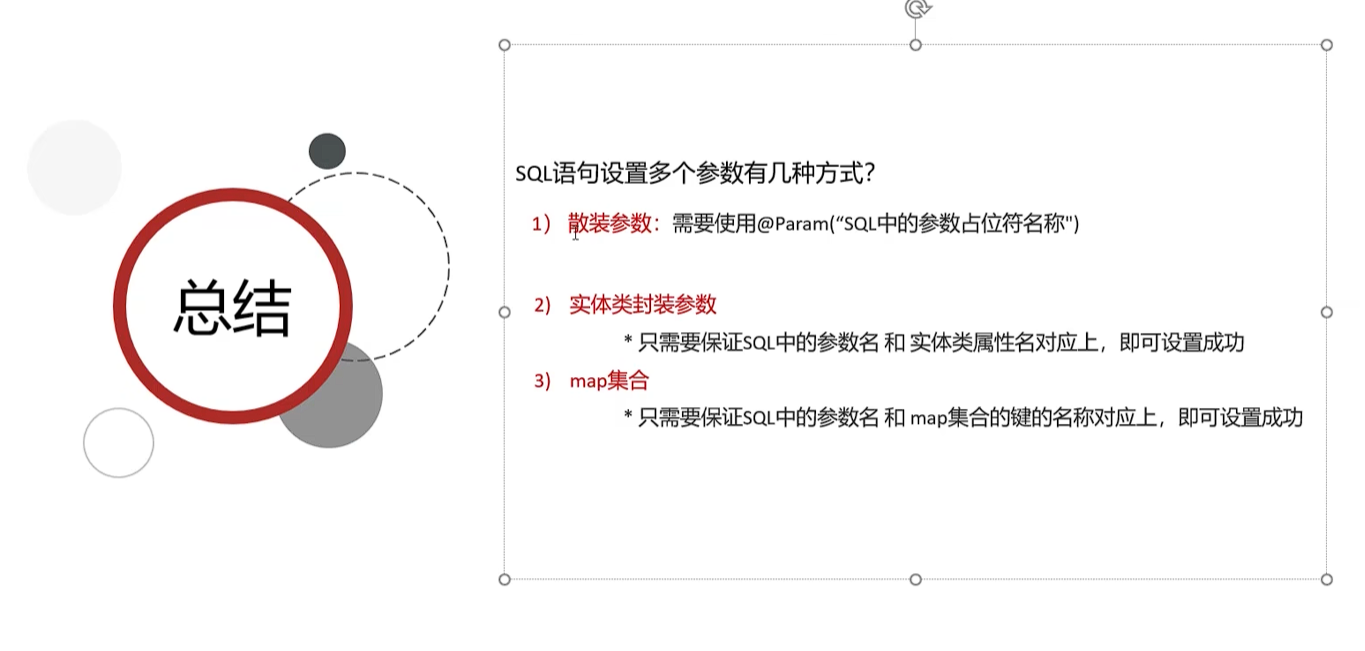 总结
SQL语句设置多个参数有几种方式？
1） 散装参数：需要使用@Param(“SQL中的参数占位符名称")
2） 实体类封装参数
* 只需要保证SQL中的参数名 和 实体类属性名对应上，即可设置成功
3） map集合
* 只需要保证SQL中的参数名 和 map集合的键的名称对应上，即可设置成功